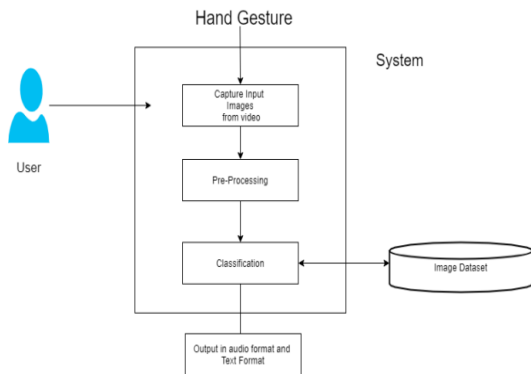 Hand Gesture
System
Capture Input
Images
from video
User
Pre-Processing
Classification
Image Dataset
Output in audio format and
Text Format